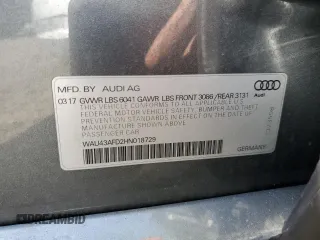 MFD. BY AUDI AG
03.17 GVWR LBS 6041 GAWR LBS FRONT 3086 /REAR 3131
THIS VEHICLE CONFORMS TO ALL APPLICABLE U.S.
FEDERAL MOTOR VEHICLE SAFETY, BUMPER AND THEFT
PREVENTION STANDARDS IN EFFECT ON THE DATE
OF MANUFACTURE SHOWN ABOVE
PASSENGER CAR
WAU43AFD2HN018729
Audi
GERMANY
DREAMBID